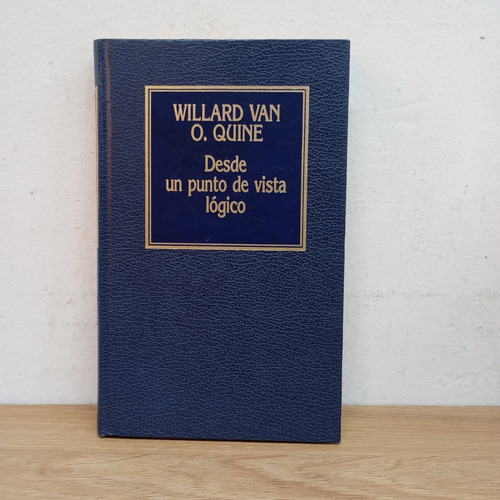 WILLARD VAN
O. QUINE
Desde
un punto de vista
lógico